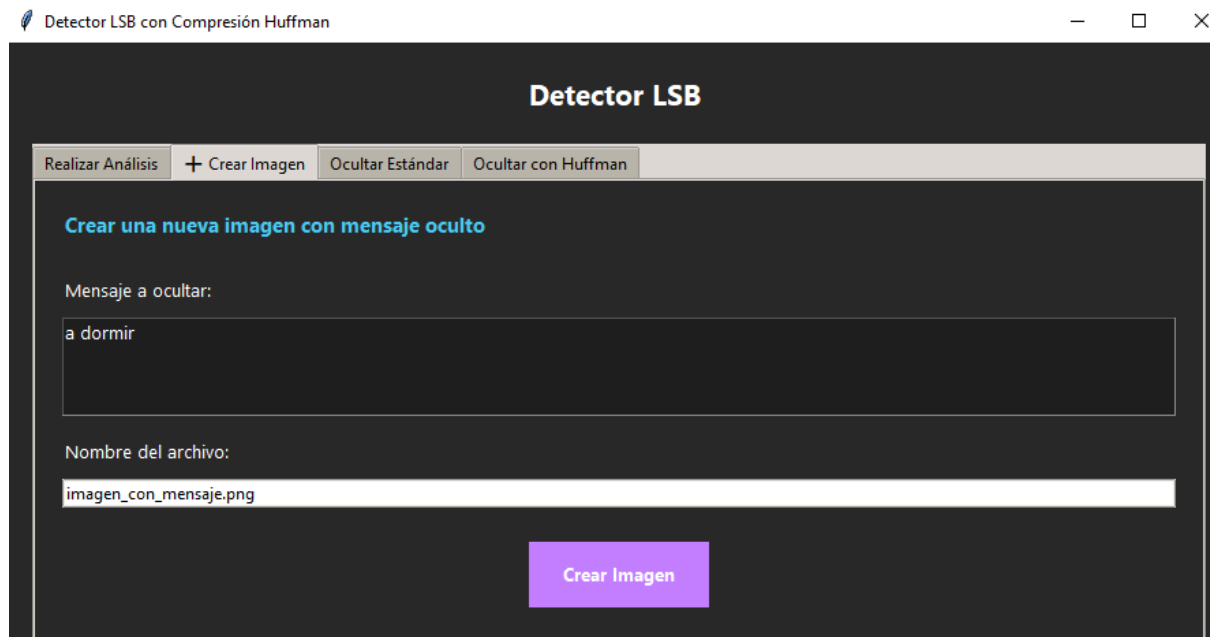 Detector LSB con Compresión Huffman
Detector LSB
Realizar Análisis + Crear Imagen Ocultar Estándar Ocultar con Huffman
Crear una nueva imagen con mensaje oculto
Mensaje a ocultar:
a dormir
Nombre del archivo:
imagen_con_mensaje.png
Crear Imagen